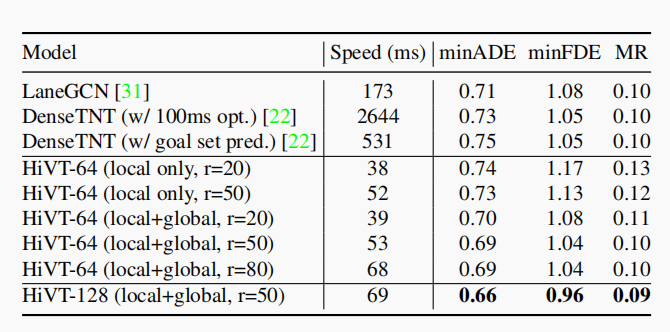 Model Speed (ms) minADE minFDE MR
LaneGCN [31] 173 0.71 1.08 0.10
DenseTNT (w/ 100ms opt.) [22] 2644 0.73 1.05 0.10
DenseTNT (w/ goal set pred.) [22] 531 0.75 1.05 0.10
HiVT-64 (local only, r=20) 38 0.74 1.17 0.13
HiVT-64 (local only, r=50) 52 0.73 1.13 0.12
HiVT-64 (local+global, r=20) 39 0.70 1.08 0.11
HiVT-64 (local+global, r=50) 53 0.69 1.04 0.10
HiVT-64 (local+global, r=80) 68 0.69 1.04 0.10
HiVT-128 (local+global, r=50) 69 0.66 0.96 0.09